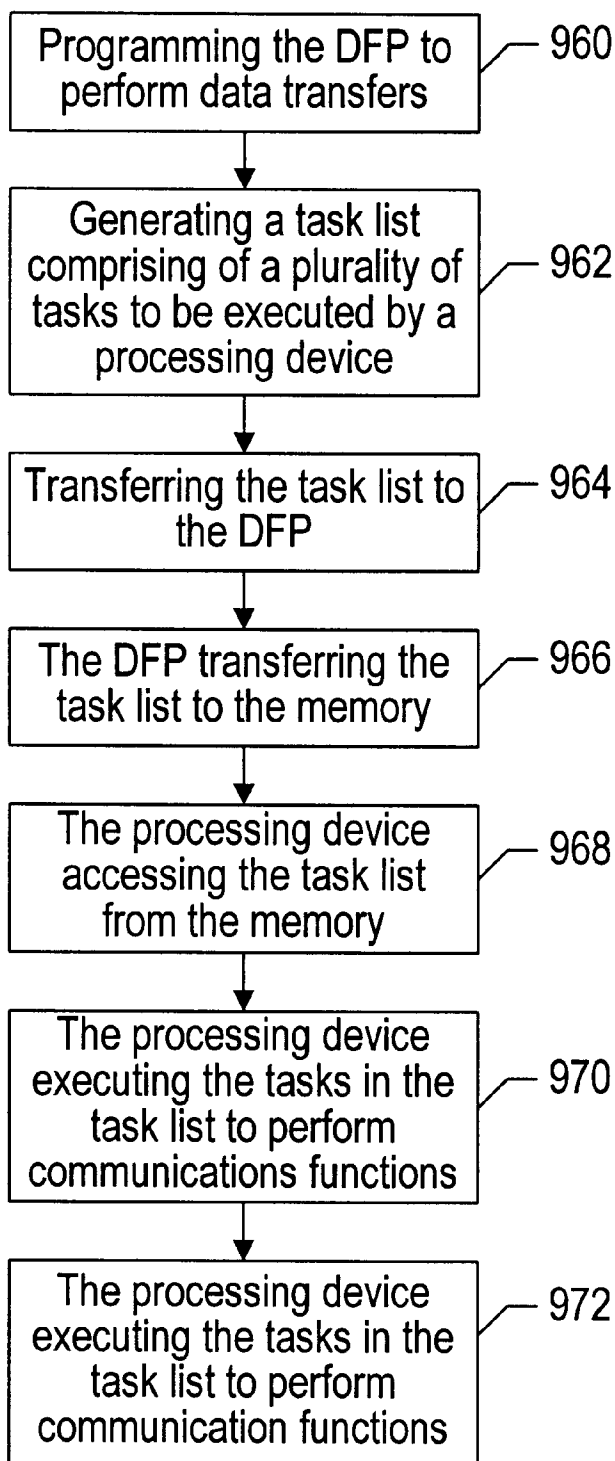 Programming the DFP to
perform data transfers
960
Generating a task list
comprising of a plurality of
tasks to be executed by a
processing device
962
Transferring the task list to
the DFP
964
The DFP transferring the
task list to the memory
966
The processing device
accessing the task list
from the memory
968
The processing device
executing the tasks in the
task list to perform
communications functions
970
The processing device
executing the tasks in the
task list to perform
communication functions
972